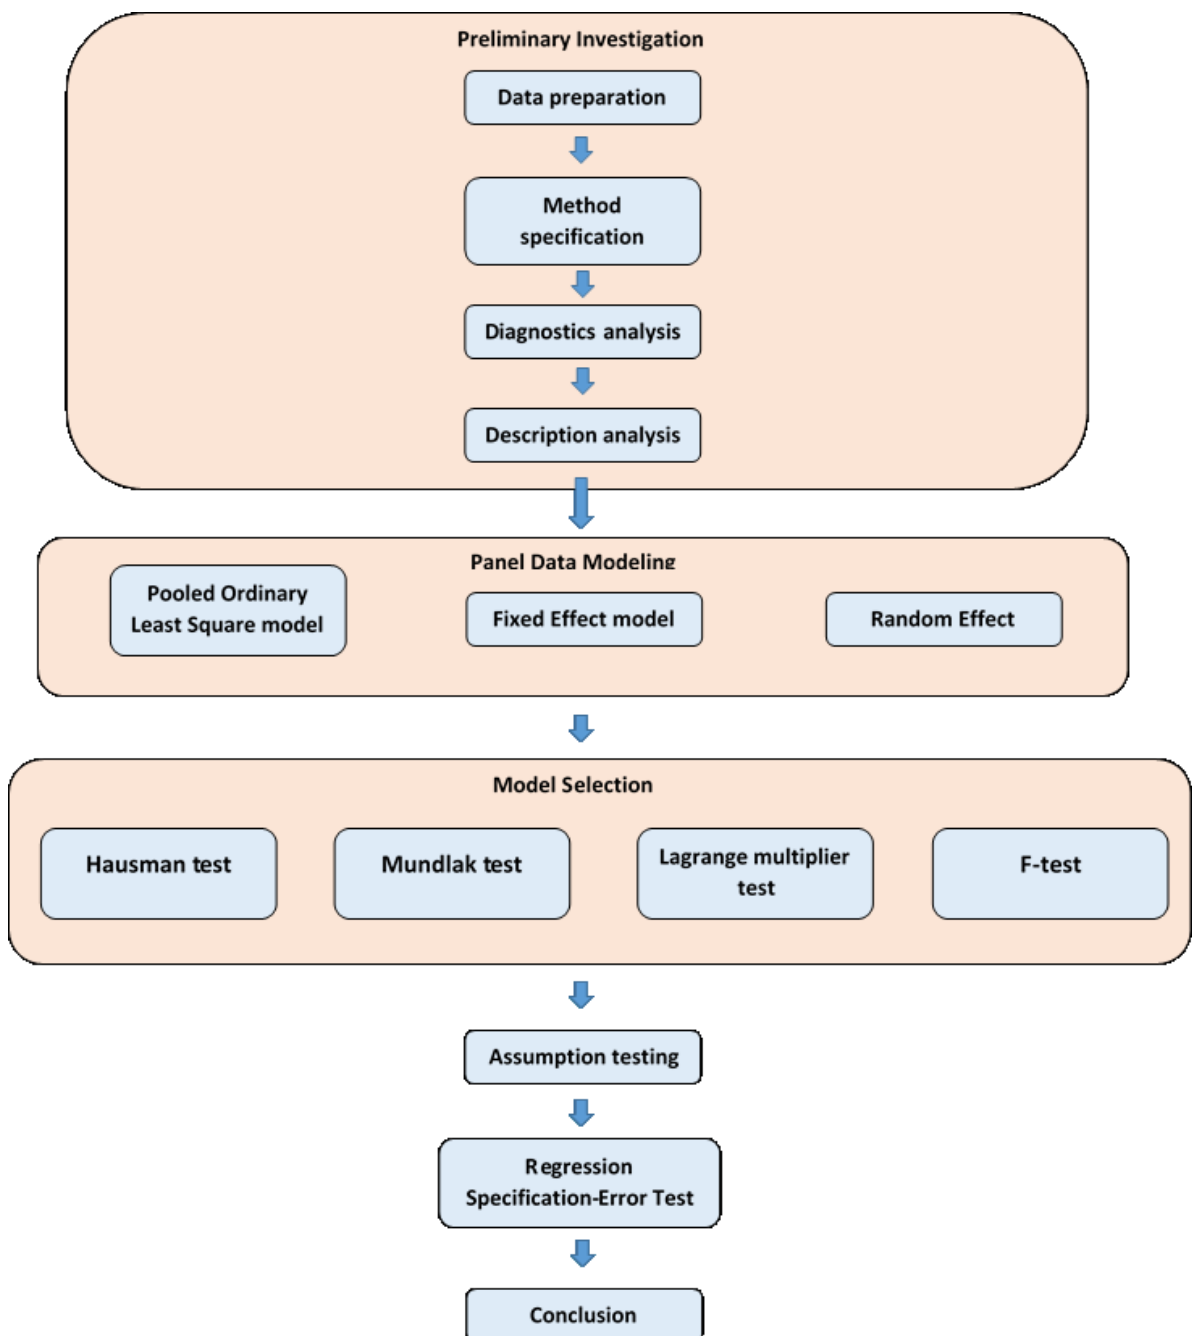 Preliminary Investigation
Data preparation
Method
specification
Diagnostics analysis
Description analysis
Panel Data Modeling
Pooled Ordinary
Least Square model
Fixed Effect model
Random Effect
Model Selection
Hausman test
Mundlak test
Lagrange multiplier
test
F-test
Assumption testing
Regression
Specification-Error Test
Conclusion